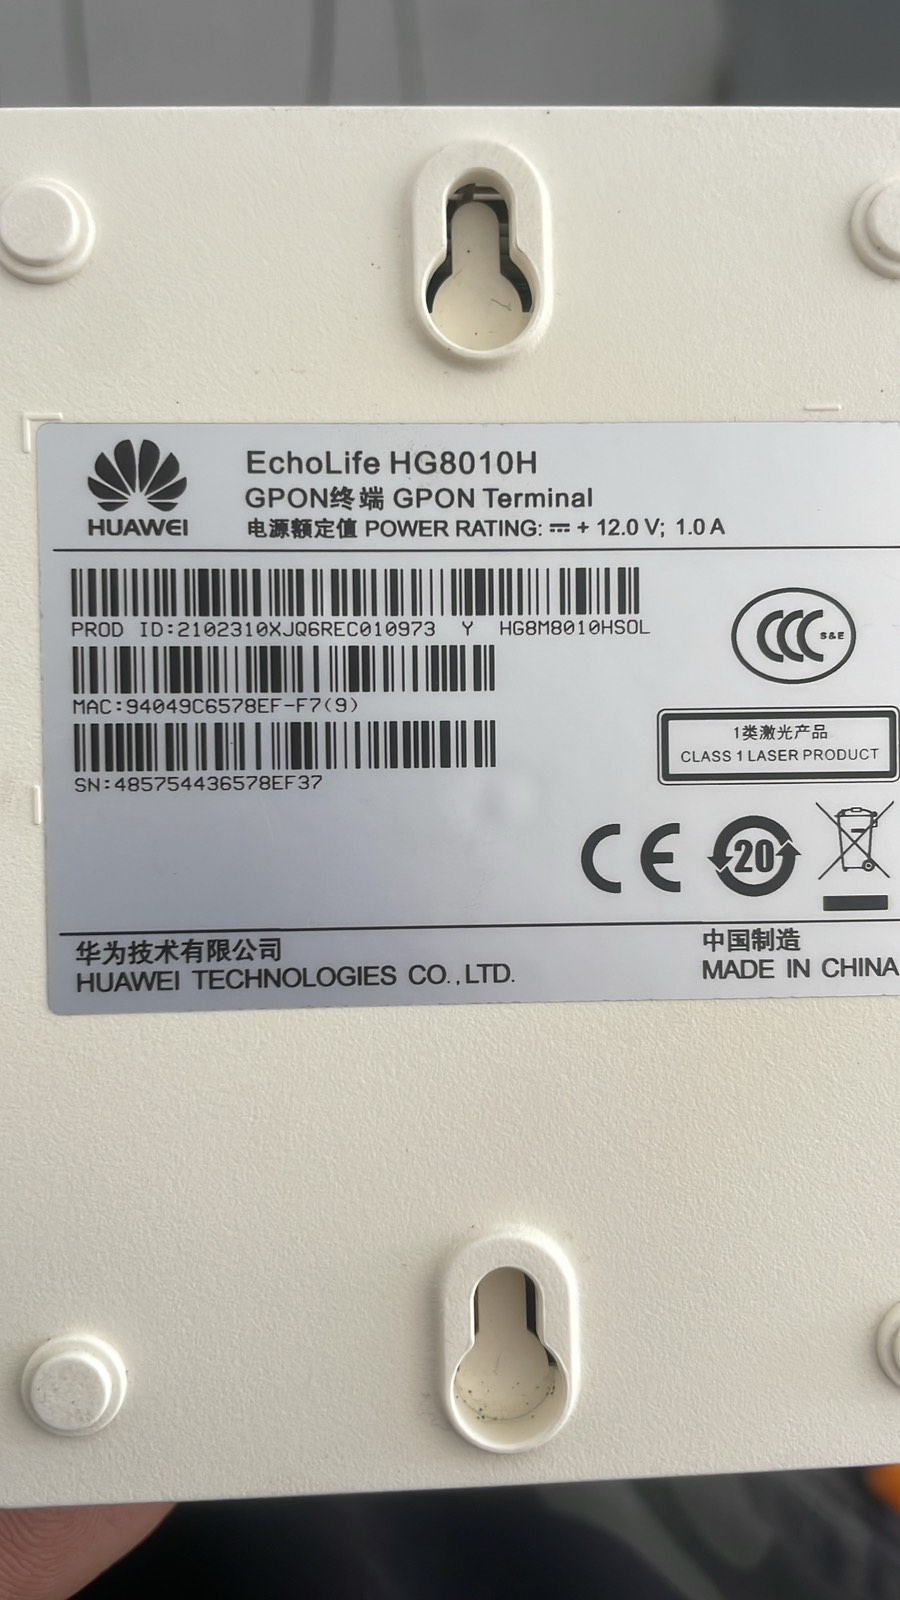 HUAWEI
EchoLife HG8010H
GPON终端 GPON Terminal
电源额定值 POWER RATING: ⎓ + 12.0 V; 1.0 A
PROD ID:2102310XJQ6REC010973 Y HG8M8010HSOL
MAC:94049C6578EF-F7(9)
SN:485754436578EF37
CCC S&E
1类激光产品
CLASS 1 LASER PRODUCT
CE
20
华为技术有限公司
HUAWEI TECHNOLOGIES CO.,LTD.
中国制造
MADE IN CHINA